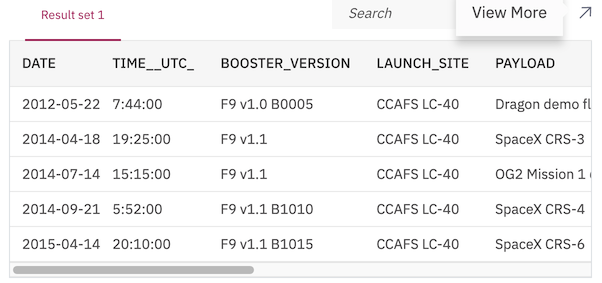 Result set 1 Search View More
DATE TIME__UTC_ BOOSTER_VERSION LAUNCH_SITE PAYLOAD
2012-05-22 7:44:00 F9 v1.0 B0005 CCAFS LC-40 Dragon demo fl
2014-04-18 19:25:00 F9 v1.1 CCAFS LC-40 SpaceX CRS-3
2014-07-14 15:15:00 F9 v1.1 CCAFS LC-40 OG2 Mission 1
2014-09-21 5:52:00 F9 v1.1 B1010 CCAFS LC-40 SpaceX CRS-4
2015-04-14 20:10:00 F9 v1.1 B1015 CCAFS LC-40 SpaceX CRS-6